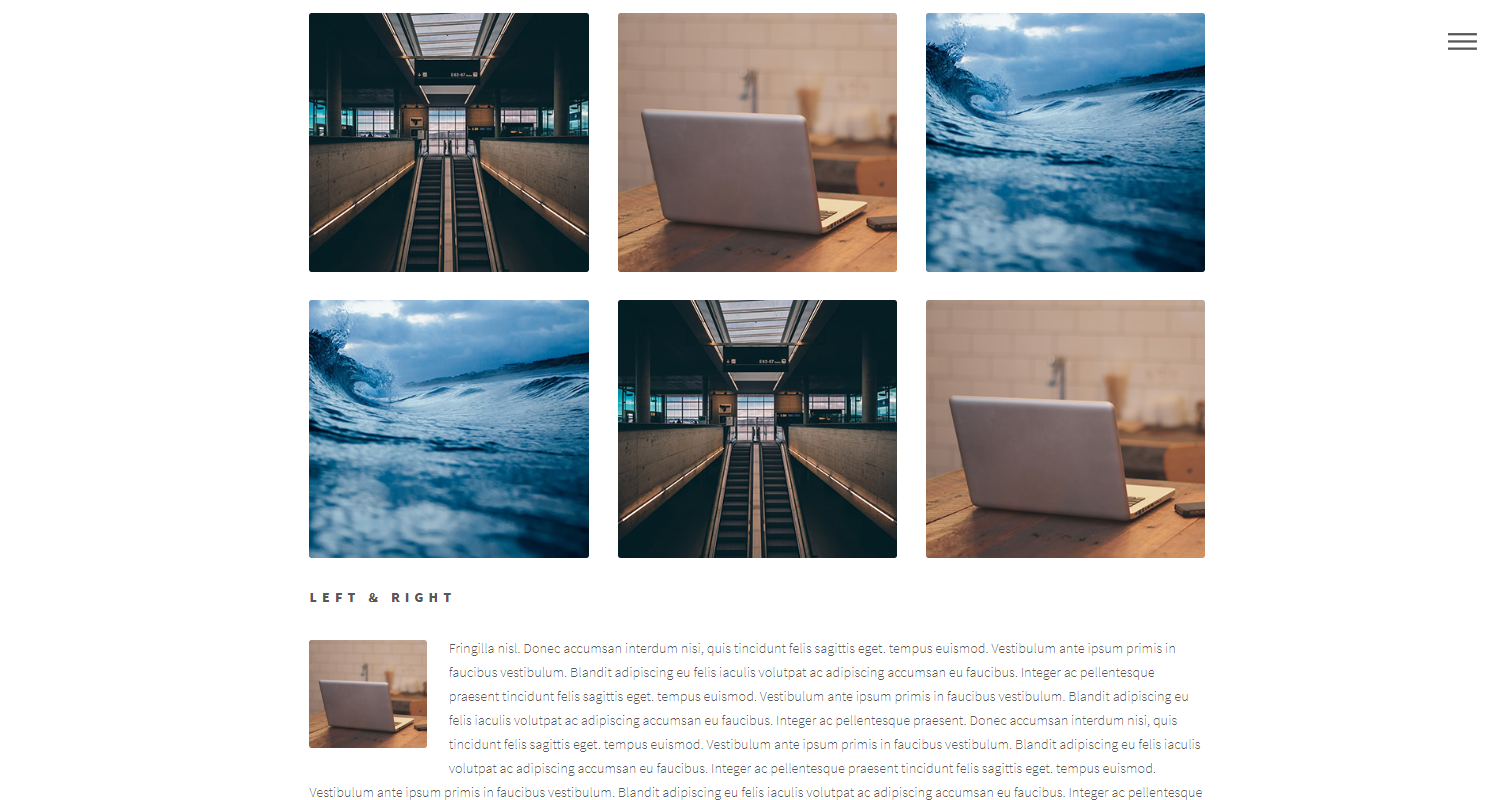 LEFT & RIGHT
Fringilla nisl. Donec accumsan interdum nisi, quis tincidunt felis sagittis eget. tempus euismod. Vestibulum ante ipsum primis in
faucibus vestibulum. Blandit adipiscing eu felis iaculis volutpat ac adipiscing accumsan eu faucibus. Integer ac pellentesque
praesent tincidunt felis sagittis eget. tempus euismod. Vestibulum ante ipsum primis in faucibus vestibulum. Blandit adipiscing eu
felis iaculis volutpat ac adipiscing accumsan eu faucibus. Integer ac pellentesque praesent. Donec accumsan interdum nisi, quis
tincidunt felis sagittis eget. tempus euismod. Vestibulum ante ipsum primis in faucibus vestibulum. Blandit adipiscing eu felis iaculis
volutpat ac adipiscing accumsan eu faucibus. Integer ac pellentesque praesent tincidunt felis sagittis eget. tempus euismod.
Vestibulum ante ipsum primis in faucibus vestibulum. Blandit adipiscing eu felis iaculis volutpat ac adipiscing accumsan eu faucibus. Integer ac pellentesque